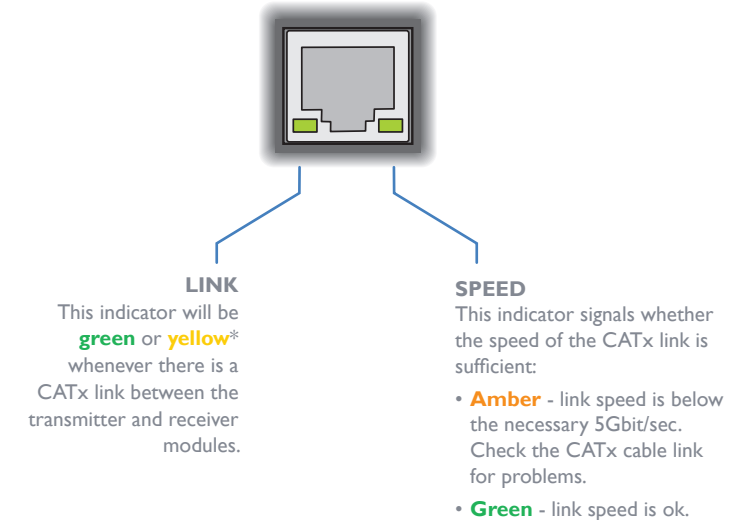 LINK
This indicator will be
green or yellow*
whenever there is a
CATx link between the
transmitter and receiver
modules.
SPEED
This indicator signals whether
the speed of the CATx link is
sufficient:
• Amber - link speed is below
the necessary 5Gbit/sec.
Check the CATx cable link
for problems.
• Green - link speed is ok.